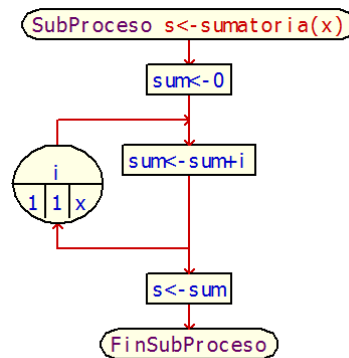 SubProceso s<-sumatoria(x)
sum<-0
i
1 1 x
sum<-sum+i
s<-sum
FinSubProceso